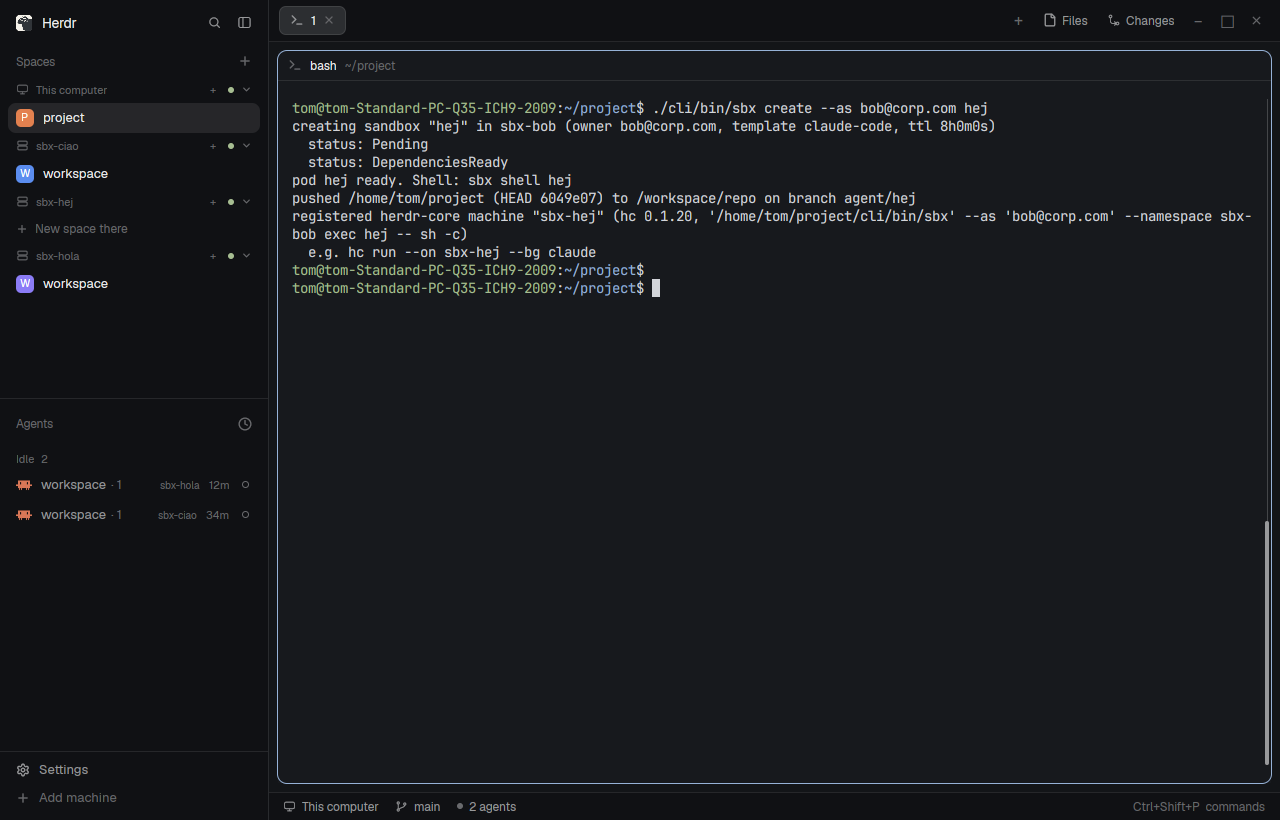 Herdr
Spaces
This computer
P project
sbx-ciao
W workspace
sbx-hej
+ New space there
sbx-hola
W workspace
Agents
Idle 2
workspace · 1 sbx-hola 12m
workspace · 1 sbx-ciao 34m
Settings
+ Add machine
1
Files
Changes
bash ~/project
tom@tom-Standard-PC-Q35-ICH9-2009:~/project$ ./cli/bin/sbx create --as bob@corp.com hej
creating sandbox "hej" in sbx-bob (owner bob@corp.com, template claude-code, ttl 8h0m0s)
status: Pending
status: DependenciesReady
pod hej ready. Shell: sbx shell hej
pushed /home/tom/project (HEAD 6049e07) to /workspace/repo on branch agent/hej
registered herdr-core machine "sbx-hej" (hc 0.1.20, '/home/tom/project/cli/bin/sbx' --as 'bob@corp.com' --namespace sbx-
bob exec hej -- sh -c)
e.g. hc run --on sbx-hej --bg claude
tom@tom-Standard-PC-Q35-ICH9-2009:~/project$
tom@tom-Standard-PC-Q35-ICH9-2009:~/project$
This computer
main
2 agents
Ctrl+Shift+P commands